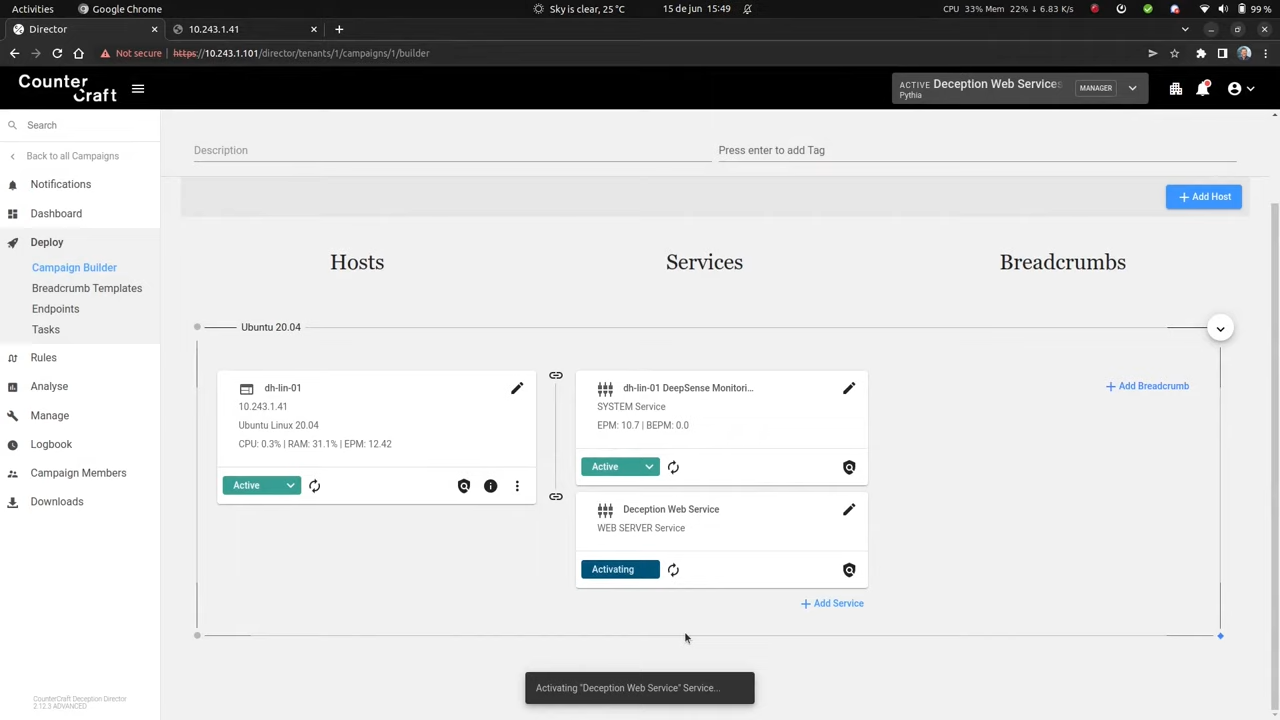 Activities
Google Chrome
Sky is clear, 25 °C
15 de jun 15:49
CPU 33% Mem 22% ↓ 6.83 K/s
99 %
Director
10.243.1.41
Not secure
https://10.243.1.101/director/tenants/1/campaigns/1/builder
Counter
Craft
ACTIVE Deception Web Services
Pythia
MANAGER
Search
Back to all Campaigns
Notifications
Dashboard
Deploy
Campaign Builder
Breadcrumb Templates
Endpoints
Tasks
Rules
Analyse
Manage
Logbook
Campaign Members
Downloads
CounterCraft Deception Director
2.12.3 ADVANCED
Description
Press enter to add Tag
+ Add Host
Hosts
Services
Breadcrumbs
Ubuntu 20.04
dh-lin-01
10.243.1.41
Ubuntu Linux 20.04
CPU: 0.3% | RAM: 31.1% | EPM: 12.42
Active
dh-lin-01 DeepSense Monitori...
SYSTEM Service
EPM: 10.7 | BEPM: 0.0
Active
Deception Web Service
WEB SERVER Service
Activating
+ Add Service
+ Add Breadcrumb
Activating "Deception Web Service" Service...